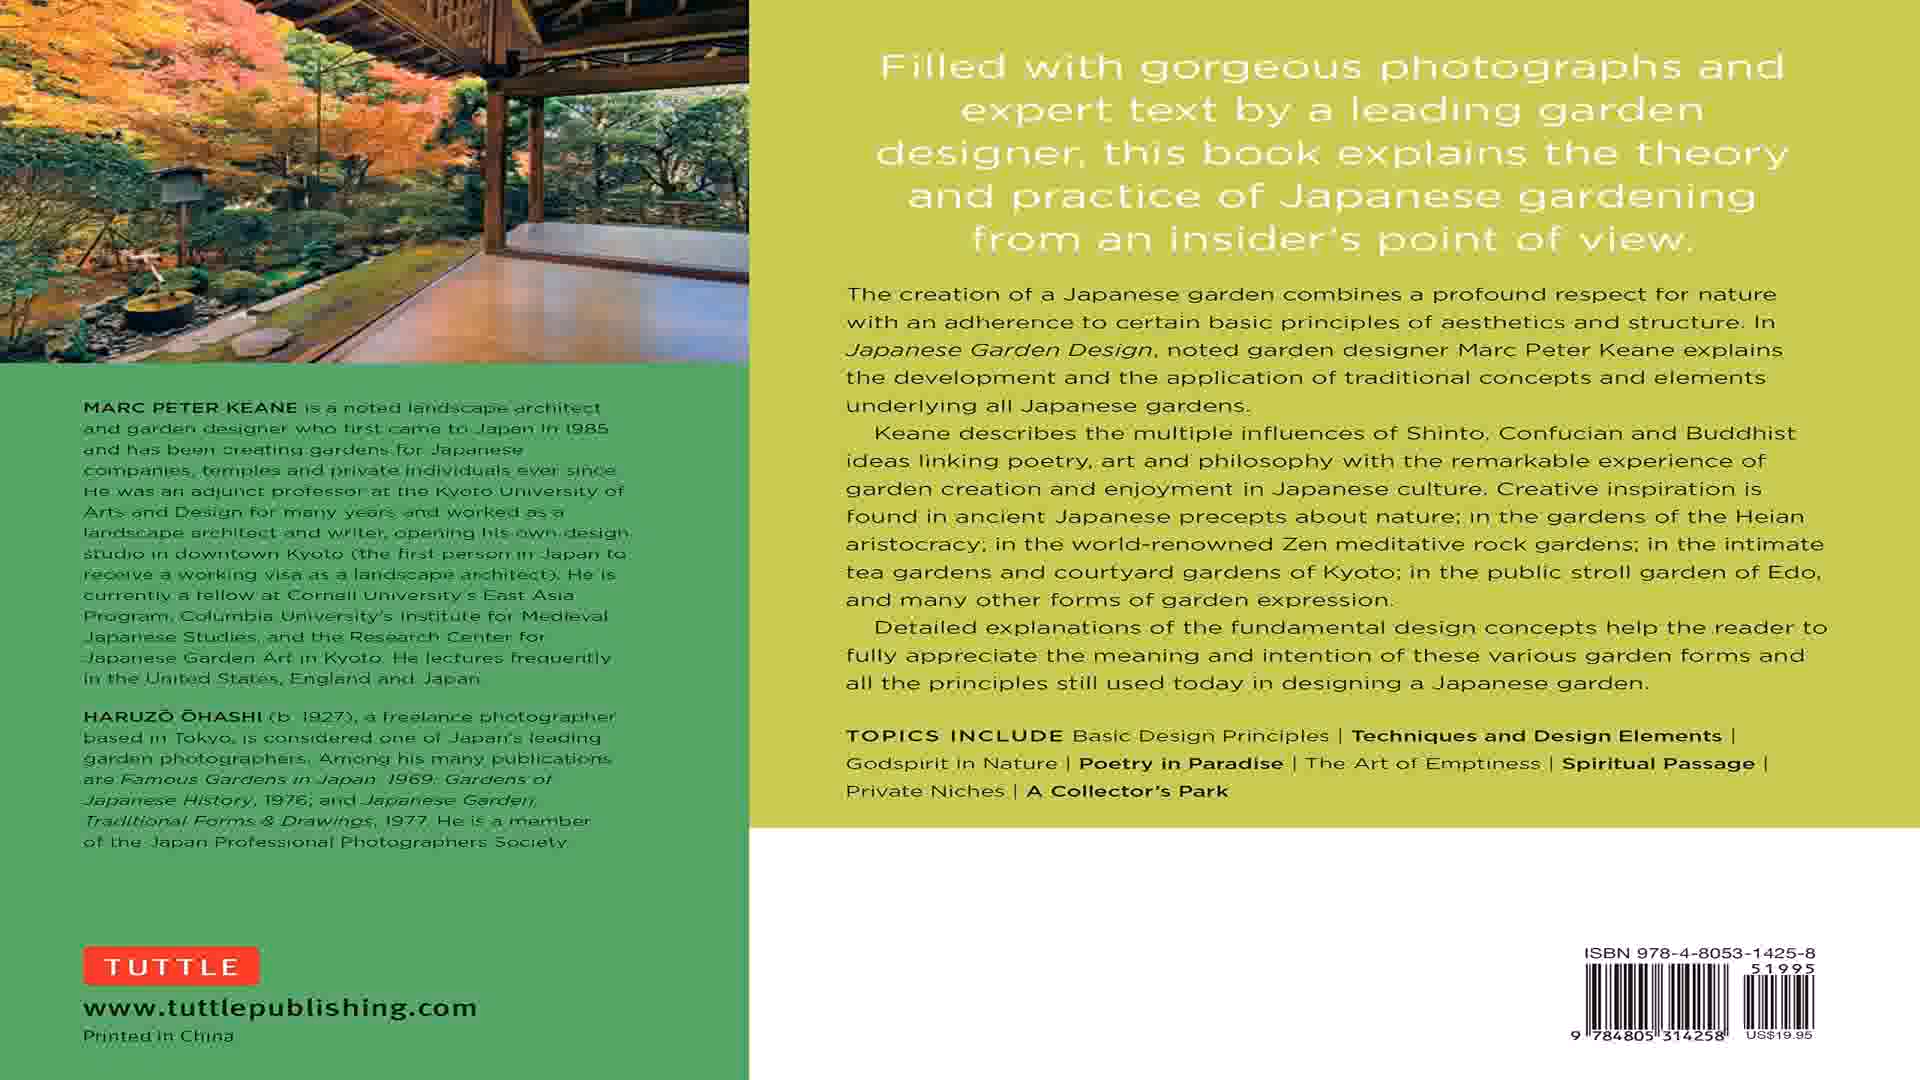 MARC PETER KEANE is a noted landscape architect
and garden designer who first came to Japan in 1985
and has been creating gardens for Japanese
companies, temples and private individuals ever since.
He was an adjunct professor at the Kyoto University of
Arts and Design for many years and worked as a
landscape architect and writer, opening his own design
studio in downtown Kyoto (the first person in Japan to
receive a working visa as a landscape architect). He is
currently a fellow at Cornell University's East Asia
Program, Columbia University's Institute for Medieval
Japanese Studies, and the Research Center for
Japanese Garden Art in Kyoto. He lectures frequently
in the United States, England and Japan.
HARUZŌ ŌHASHI (b. 1927), a freelance photographer
based in Tokyo, is considered one of Japan's leading
garden photographers. Among his many publications
are Famous Gardens in Japan, 1969; Gardens of
Japanese History, 1976; and Japanese Garden,
Traditional Forms & Drawings, 1977. He is a member
of the Japan Professional Photographers Society.
TUTTLE
www.tuttlepublishing.com
Printed in China
Filled with gorgeous photographs and
expert text by a leading garden
designer, this book explains the theory
and practice of Japanese gardening
from an insider's point of view.
The creation of a Japanese garden combines a profound respect for nature
with an adherence to certain basic principles of aesthetics and structure. In
Japanese Garden Design, noted garden designer Marc Peter Keane explains
the development and the application of traditional concepts and elements
underlying all Japanese gardens.
Keane describes the multiple influences of Shinto, Confucian and Buddhist
ideas linking poetry, art and philosophy with the remarkable experience of
garden creation and enjoyment in Japanese culture. Creative inspiration is
found in ancient Japanese precepts about nature; in the gardens of the Heian
aristocracy; in the world-renowned Zen meditative rock gardens; in the intimate
tea gardens and courtyard gardens of Kyoto; in the public stroll garden of Edo,
and many other forms of garden expression.
Detailed explanations of the fundamental design concepts help the reader to
fully appreciate the meaning and intention of these various garden forms and
all the principles still used today in designing a Japanese garden.
TOPICS INCLUDE Basic Design Principles | Techniques and Design Elements |
Godspirit in Nature | Poetry in Paradise | The Art of Emptiness | Spiritual Passage |
Private Niches | A Collector's Park
ISBN 978-4-8053-1425-8
51995
9 784805 314258
US$19.95